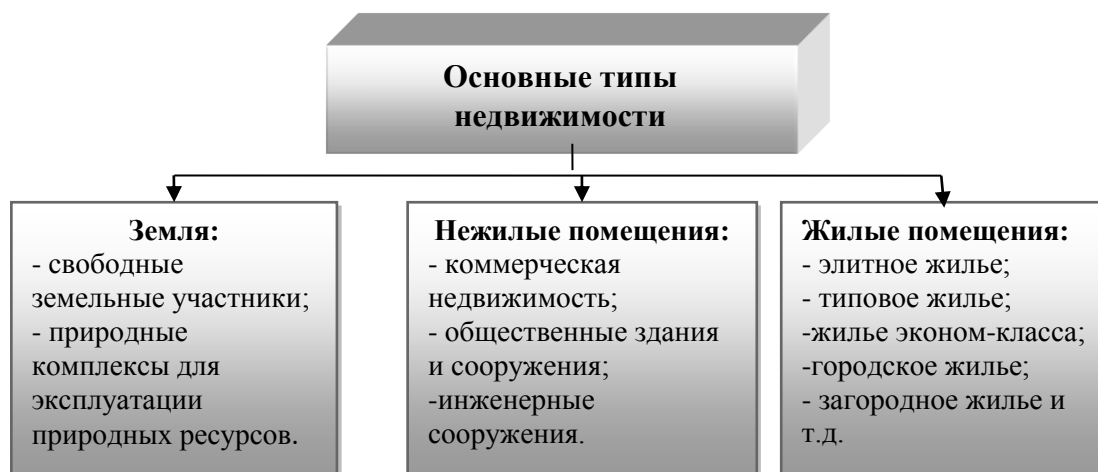 Основные типы
недвижимости
Земля:
- свободные
земельные участники;
- природные
комплексы для
эксплуатации
природных ресурсов.
Нежилые помещения:
- коммерческая
недвижимость;
- общественные здания
и сооружения;
-инженерные
сооружения.
Жилые помещения:
- элитное жилье;
- типовое жилье;
-жилье эконом-класса;
-городское жилье;
- загородное жилье и
т.д.